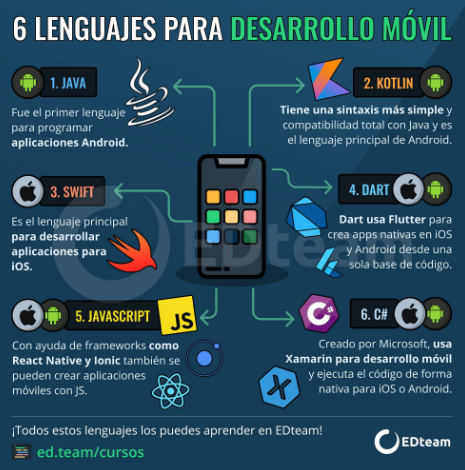 6 LENGUAJES PARA DESARROLLO MÓVIL
1. JAVA
Fue el primer lenguaje
para programar
aplicaciones Android.
2. KOTLIN
Tiene una sintaxis más simple y
compatibilidad total con Java y es
el lenguaje principal de Android.
3. SWIFT
Es el lenguaje principal
para desarrollar
aplicaciones para
iOS.
4. DART
Dart usa Flutter para
crea apps nativas en iOS
y Android desde una
sola base de código.
EDteam
5. JAVASCRIPT
JS
Con ayuda de frameworks como
React Native y Ionic también se
pueden crear aplicaciones
móviles con JS.
6. C#
C#
Creado por Microsoft, usa
Xamarin para desarrollo móvil
y ejecuta el código de forma
nativa para iOS o Android.
X
¡Todos estos lenguajes los puedes aprender en EDteam!
ed.team/cursos
EDteam